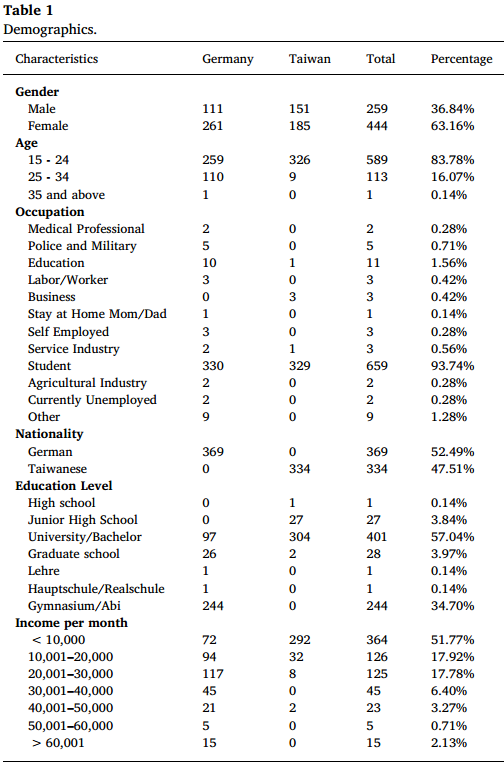 Table 1
Demographics.
Characteristics Germany Taiwan Total Percentage
Gender
Male 111 151 259 36.84%
Female 261 185 444 63.16%
Age
15 - 24 259 326 589 83.78%
25 - 34 110 9 113 16.07%
35 and above 1 0 1 0.14%
Occupation
Medical Professional 2 0 2 0.28%
Police and Military 5 0 5 0.71%
Education 10 1 11 1.56%
Labor/Worker 3 0 3 0.42%
Business 0 3 3 0.42%
Stay at Home Mom/Dad 1 0 1 0.14%
Self Employed 3 0 3 0.28%
Service Industry 2 1 3 0.56%
Student 330 329 659 93.74%
Agricultural Industry 2 0 2 0.28%
Currently Unemployed 2 0 2 0.28%
Other 9 0 9 1.28%
Nationality
German 369 0 369 52.49%
Taiwanese 0 334 334 47.51%
Education Level
High school 0 1 1 0.14%
Junior High School 0 27 27 3.84%
University/Bachelor 97 304 401 57.04%
Graduate school 26 2 28 3.97%
Lehre 1 0 1 0.14%
Hauptschule/Realschule 1 0 1 0.14%
Gymnasium/Abi 244 0 244 34.70%
Income per month
< 10,000 72 292 364 51.77%
10,001–20,000 94 32 126 17.92%
20,001–30,000 117 8 125 17.78%
30,001–40,000 45 0 45 6.40%
40,001–50,000 21 2 23 3.27%
50,001–60,000 5 0 5 0.71%
> 60,001 15 0 15 2.13%